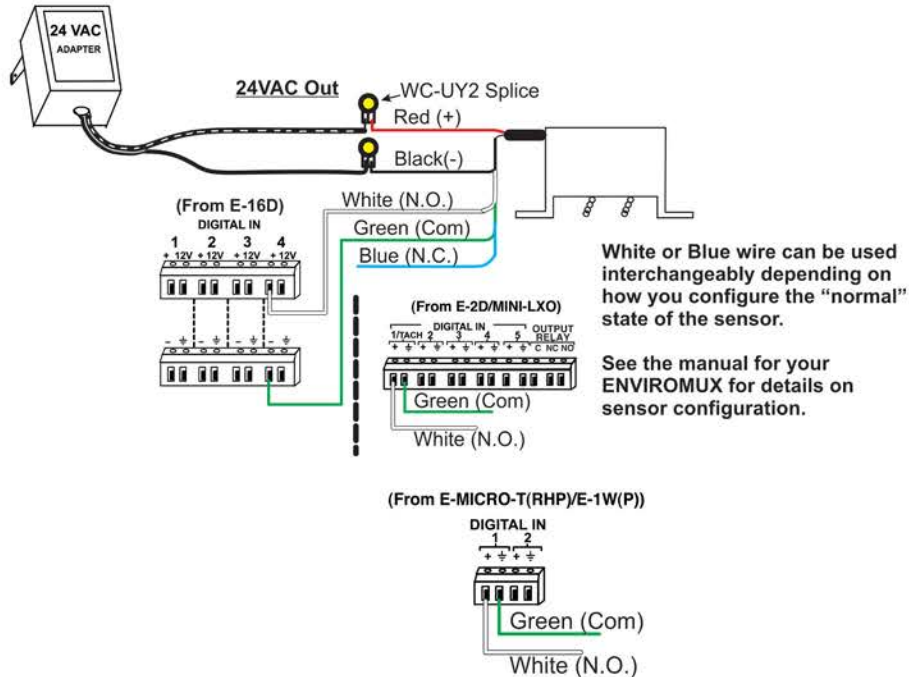 24 VAC
ADAPTER
24VAC Out
WC-UY2 Splice
Red (+)
Black(-)
White (N.O.)
(From E-16D)
DIGITAL IN
Green (Com)
1 2 3 4
+ 12V + 12V + 12V + 12V
Blue (N.C.)
− ⏚ − ⏚ − ⏚ − ⏚
White or Blue wire can be used
interchangeably depending on
how you configure the “normal”
state of the sensor.
See the manual for your
ENVIROMUX for details on
sensor configuration.
(From E-2D/MINI-LXO)
DIGITAL IN
OUTPUT
RELAY
1/TACH 2 3 4 5
+ ⏚ + ⏚ + ⏚ + ⏚ + ⏚ C NC NO
Green (Com)
White (N.O.)
(From E-MICRO-T(RHP)/E-1W(P))
DIGITAL IN
1 2
+ ⏚ + ⏚
Green (Com)
White (N.O.)